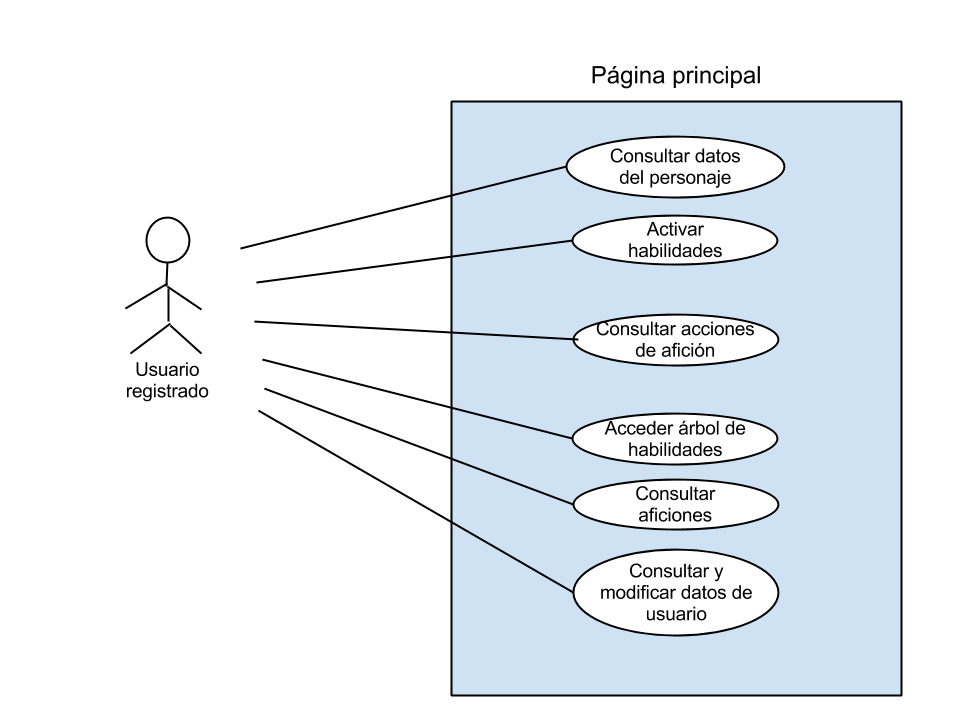 Página principal
Consultar datos
del personaje
Activar
habilidades
Consultar acciones
de afición
Usuario
registrado
Acceder árbol de
habilidades
Consultar
aficiones
Consultar y
modificar datos de
usuario